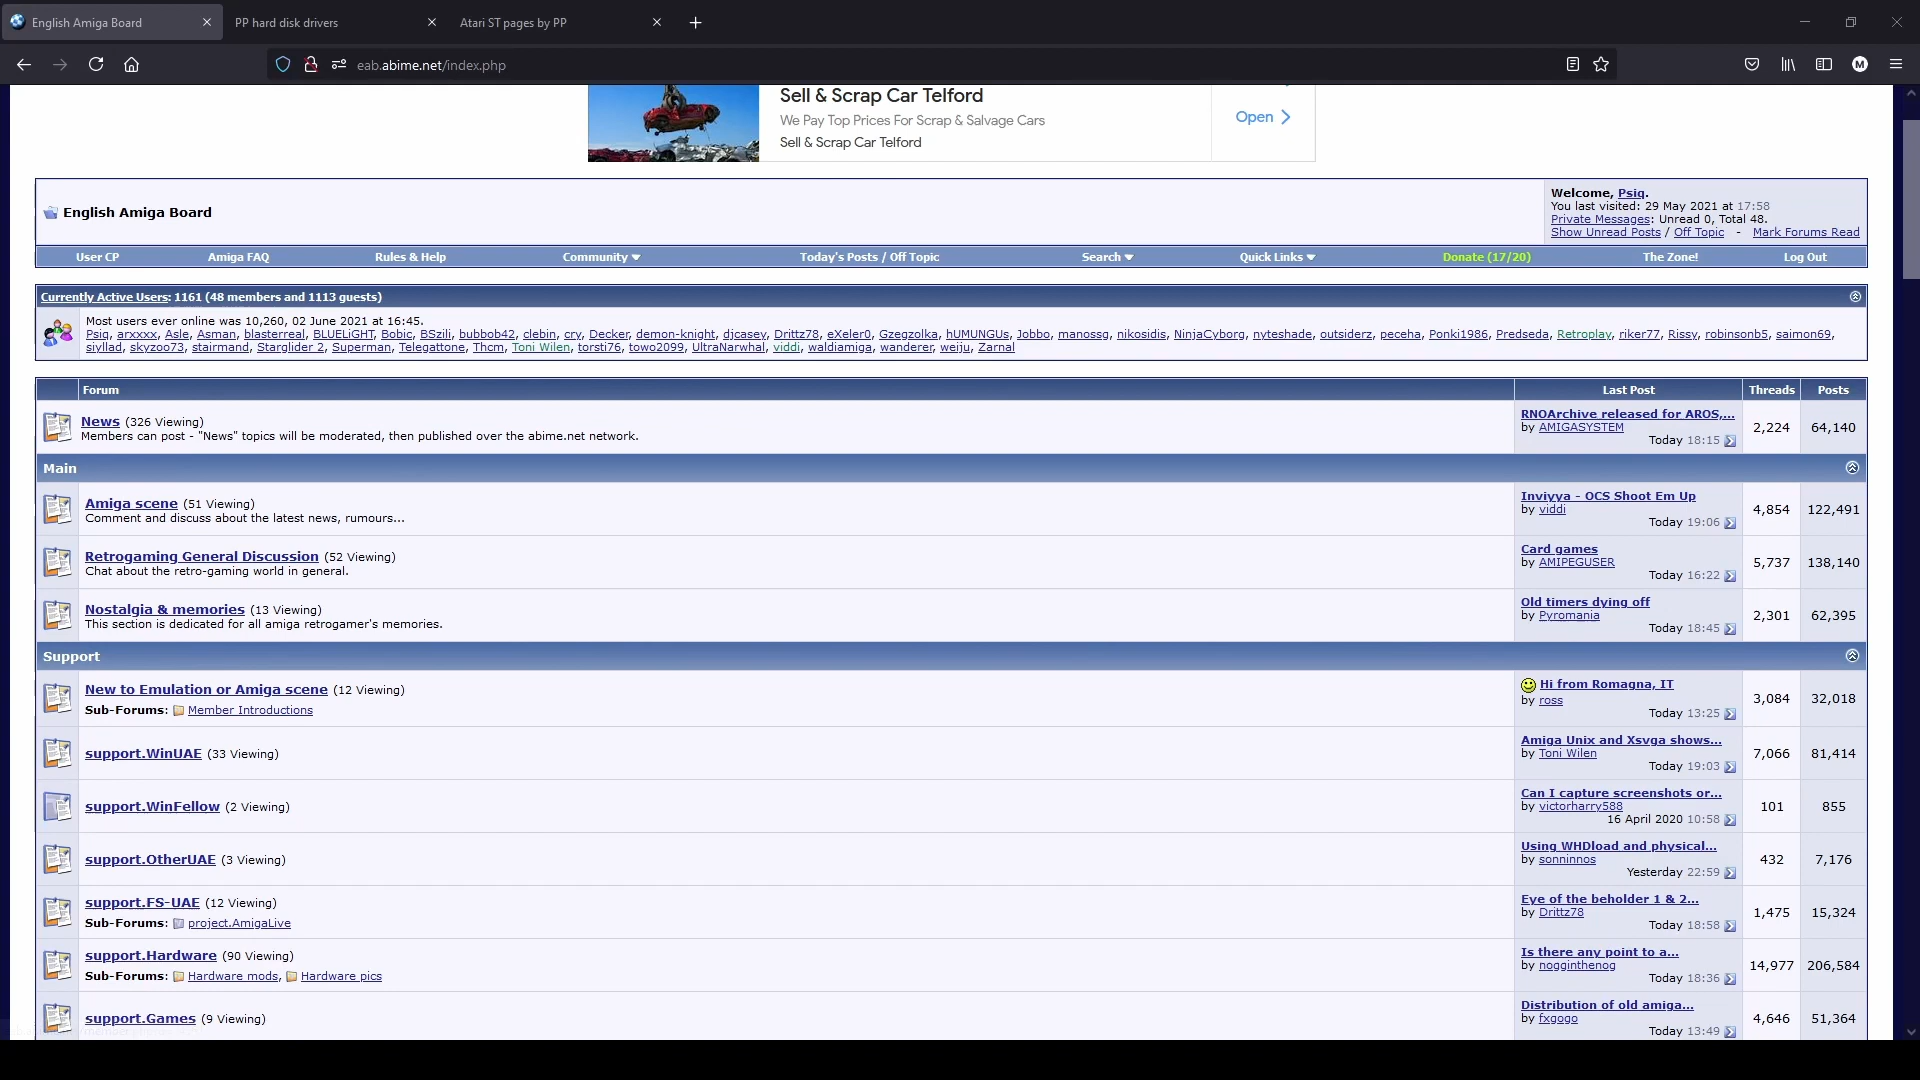 English Amiga Board
PP hard disk drivers
Atari ST pages by PP
eab.abime.net/index.php
M
Sell & Scrap Car Telford
We Pay Top Prices For Scrap & Salvage Cars
Sell & Scrap Car Telford
Open
English Amiga Board
Welcome, Psiq.
You last visited: 29 May 2021 at 17:58
Private Messages: Unread 0, Total 48.
Show Unread Posts / Off Topic - Mark Forums Read
User CP Amiga FAQ Rules & Help Community Today's Posts / Off Topic Search Quick Links Donate (17/20) The Zone! Log Out
Currently Active Users: 1161 (48 members and 1113 guests)
Most users ever online was 10,260, 02 June 2021 at 16:45.
Psiq, arxxxx, Asle, Asman, blasterreal, BLUELiGHT, Bobic, BSzili, bubbob42, clebin, cry, Decker, demon-knight, djcasey, Drittz78, eXeler0, Gzegzolka, hUMUNGUs, Jobbo, manossg, nikosidis, NinjaCyborg, nyteshade, outsiderz, peceha, Ponki1986, Predseda, Retroplay, riker77, Rissy, robinsonb5, saimon69,
siyllad, skyzoo73, stairmand, Starglider 2, Superman, Telegattone, Thcm, Toni Wilen, torsti76, towo2099, UltraNarwhal, viddi, waldiamiga, wanderer, weiju, Zarnal
Forum Last Post Threads Posts
News (326 Viewing)
Members can post - "News" topics will be moderated, then published over the abime.net network.
RNOArchive released for AROS,...
by AMIGASYSTEM
Today 18:15
2,224 64,140
Main
Amiga scene (51 Viewing)
Comment and discuss about the latest news, rumours...
Inviyya - OCS Shoot Em Up
by viddi
Today 19:06
4,854 122,491
Retrogaming General Discussion (52 Viewing)
Chat about the retro-gaming world in general.
Card games
by AMIPEGUSER
Today 16:22
5,737 138,140
Nostalgia & memories (13 Viewing)
This section is dedicated for all amiga retrogamer's memories.
Old timers dying off
by Pyromania
Today 18:45
2,301 62,395
Support
New to Emulation or Amiga scene (12 Viewing)
Sub-Forums: Member Introductions
Hi from Romagna, IT
by ross
Today 13:25
3,084 32,018
support.WinUAE (33 Viewing)
Amiga Unix and Xsvga shows...
by Toni Wilen
Today 19:03
7,066 81,414
support.WinFellow (2 Viewing)
Can I capture screenshots or...
by victorharry588
16 April 2020 10:58
101 855
support.OtherUAE (3 Viewing)
Using WHDload and physical...
by sonninnos
Yesterday 22:59
432 7,176
support.FS-UAE (12 Viewing)
Sub-Forums: project.AmigaLive
Eye of the beholder 1 & 2...
by Drittz78
Today 18:58
1,475 15,324
support.Hardware (90 Viewing)
Sub-Forums: Hardware mods, Hardware pics
Is there any point to a...
by nogginthenog
Today 18:36
14,977 206,584
support.Games (9 Viewing)
Distribution of old amiga...
by fxgogo
Today 13:49
4,646 51,364